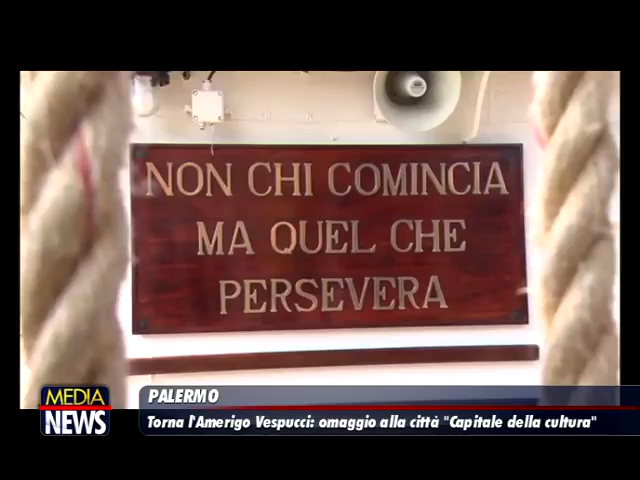 NON CHI COMINCIA
MA QUEL CHE
PERSEVERA
MEDIA
NEWS
PALERMO
Torna l'Amerigo Vespucci: omaggio alla città "Capitale della cultura"